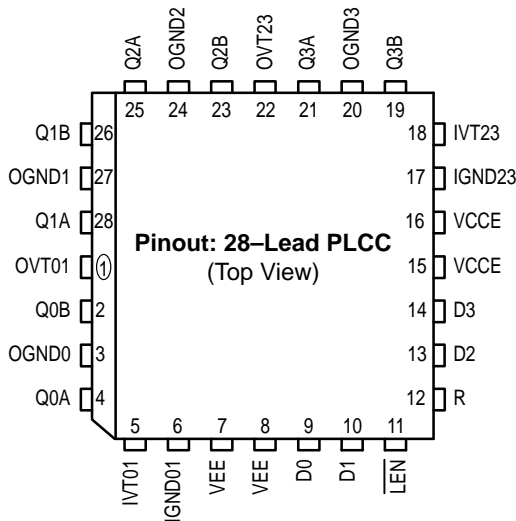 Q2A OGND2 Q2B OVT23 Q3A OGND3 Q3B
25 24 23 22 21 20 19
Q1B 26 18 IVT23
OGND1 27 17 IGND23
Q1A 28 16 VCCE
Pinout: 28–Lead PLCC
OVT01 1 (Top View) 15 VCCE
Q0B 2 14 D3
OGND0 3 13 D2
Q0A 4 12 R
5 6 7 8 9 10 11
IVT01 IGND01 VEE VEE D0 D1 LEN